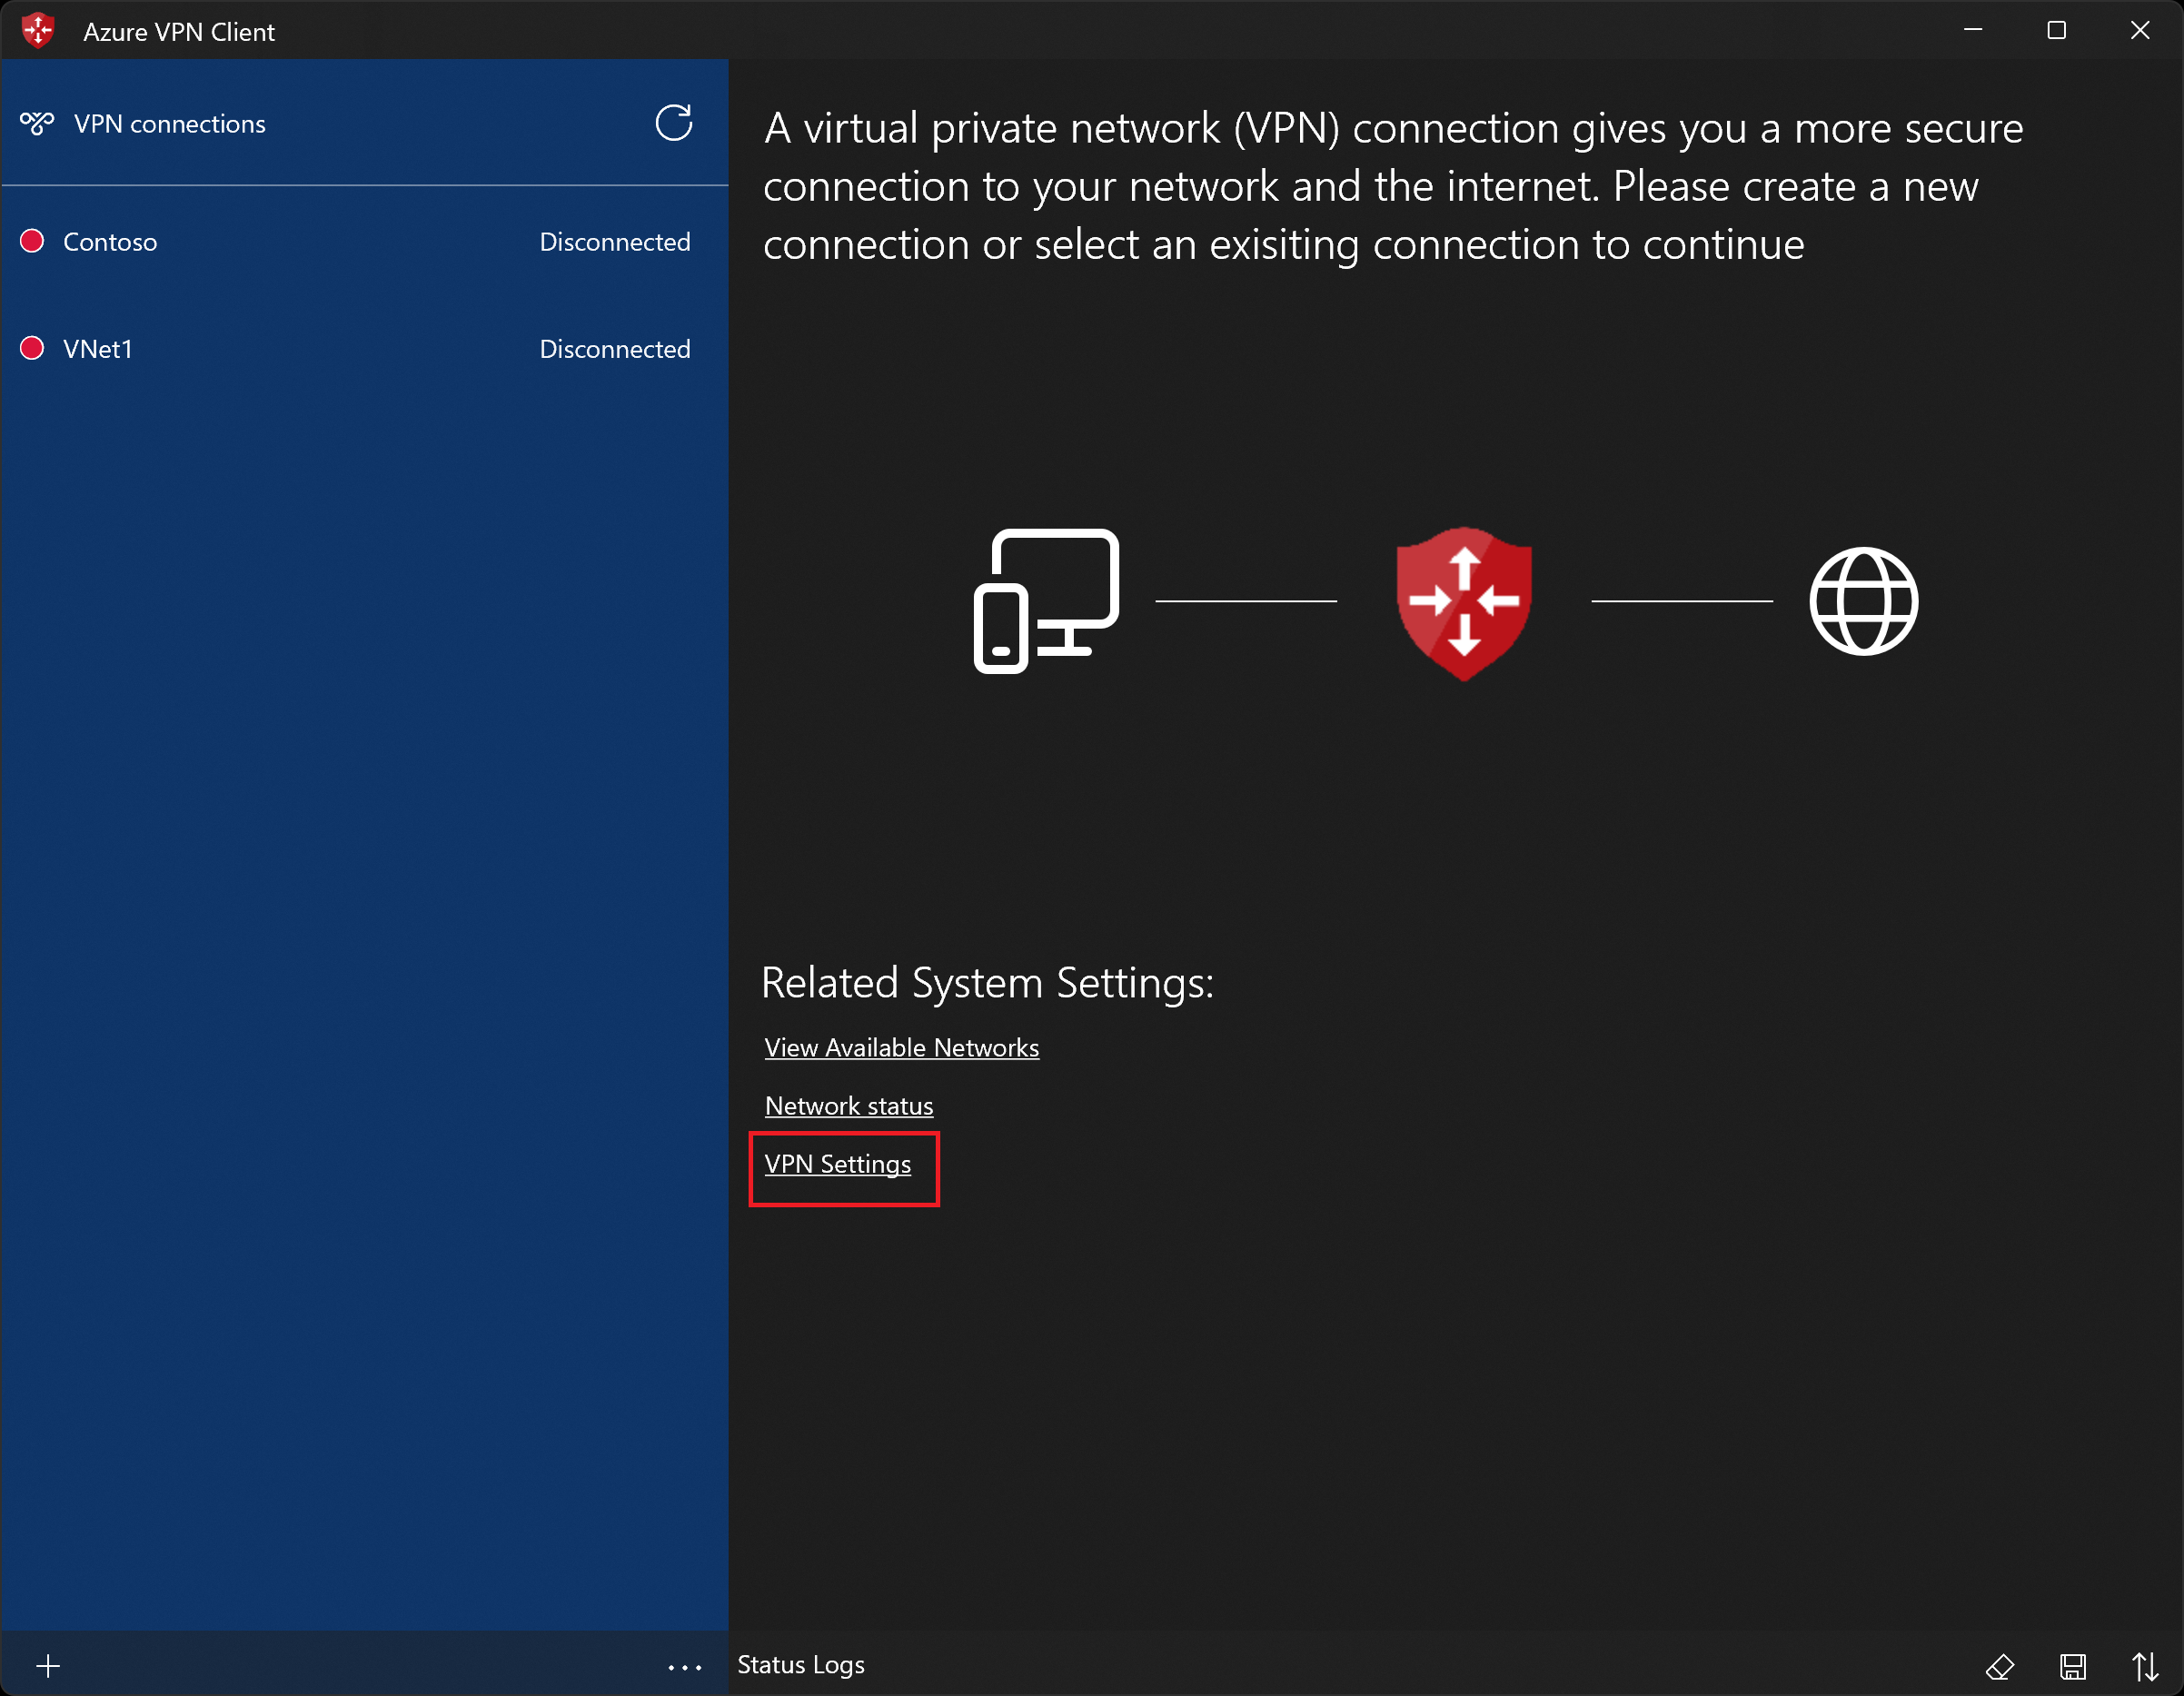 Azure VPN Client
VPN connections
Contoso Disconnected
VNet1 Disconnected
A virtual private network (VPN) connection gives you a more secure
connection to your network and the internet. Please create a new
connection or select an exisiting connection to continue
Related System Settings:
View Available Networks
Network status
VPN Settings
Status Logs